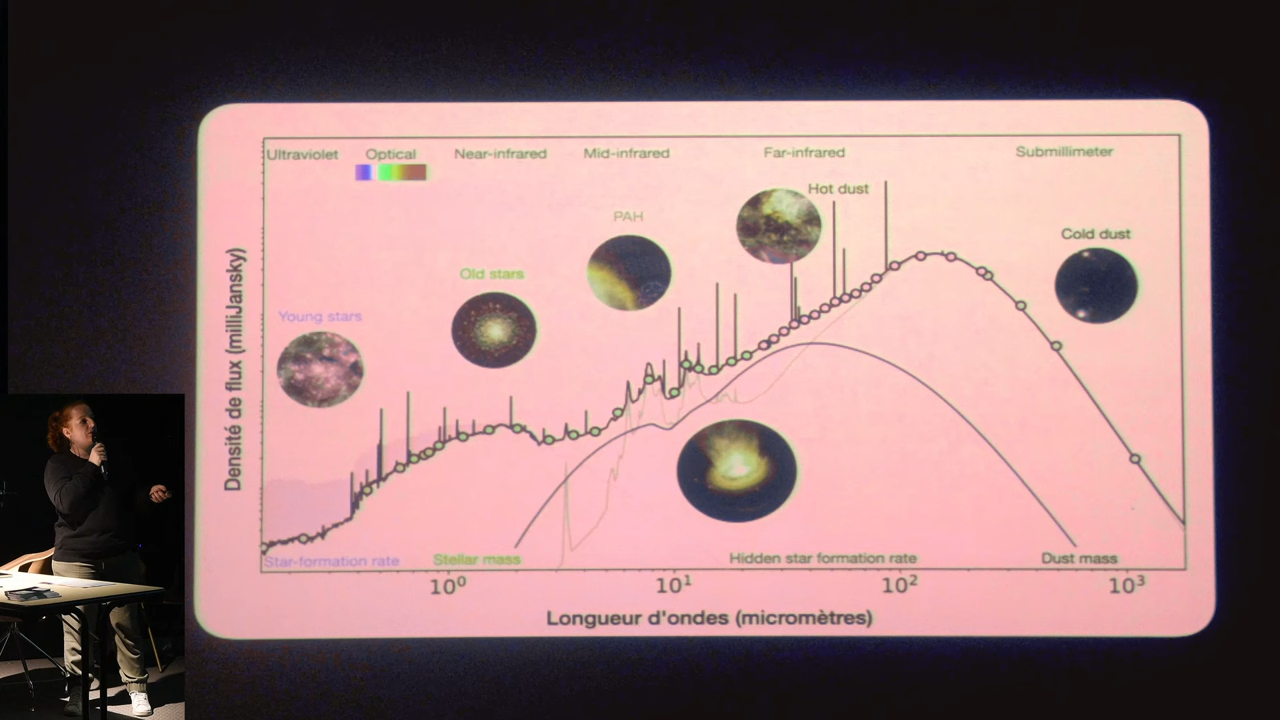 Ultraviolet Optical Near-infrared Mid-infrared Far-infrared Submillimeter
Hot dust
PAH
Cold dust
Old stars
Young stars
Densité de flux (milliJansky)
Star-formation rate Stellar mass Hidden star formation rate Dust mass
10⁰ 10¹ 10² 10³
Longueur d'ondes (micromètres)